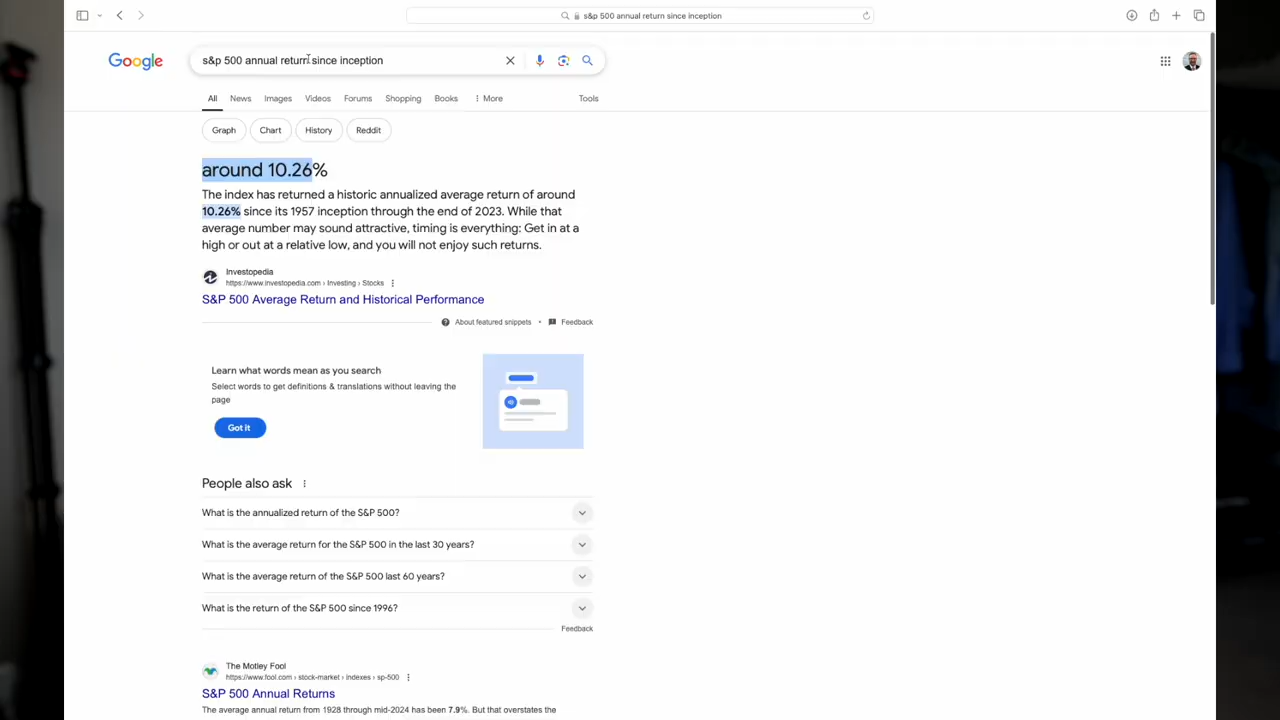 s&p 500 annual return since inception
Google
s&p 500 annual return since inception
All News Images Videos Forums Shopping Books More Tools
Graph Chart History Reddit
around 10.26%
The index has returned a historic annualized average return of around
10.26% since its 1957 inception through the end of 2023. While that
average number may sound attractive, timing is everything: Get in at a
high or out at a relative low, and you will not enjoy such returns.
Investopedia
https://www.investopedia.com › Investing › Stocks
S&P 500 Average Return and Historical Performance
About featured snippets • Feedback
Learn what words mean as you search
Select words to get definitions & translations without leaving the
page
Got it
People also ask
What is the annualized return of the S&P 500?
What is the average return for the S&P 500 in the last 30 years?
What is the average return of the S&P 500 last 60 years?
What is the return of the S&P 500 since 1996?
Feedback
The Motley Fool
https://www.fool.com › stock-market › indexes › sp-500
S&P 500 Annual Returns
The average annual return from 1928 through mid-2024 has been 7.9%. But that overstates the